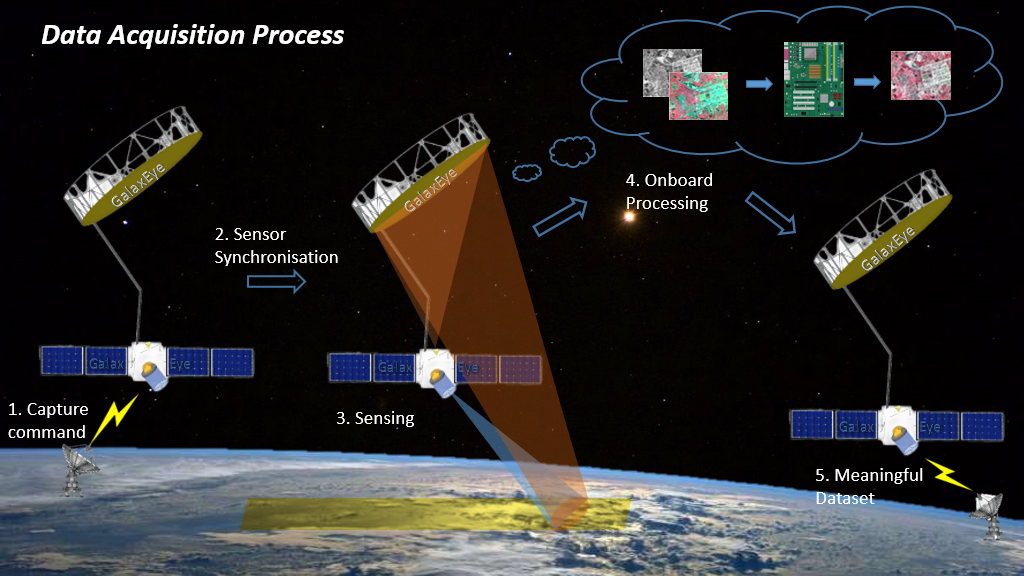 Data Acquisition Process
GalaxEye
2. Sensor
Synchronisation
Galax Eye
1. Capture
command
GalaxEye
Galax Eye
3. Sensing
4. Onboard
Processing
GalaxEye
Galax Eye
5. Meaningful
Dataset